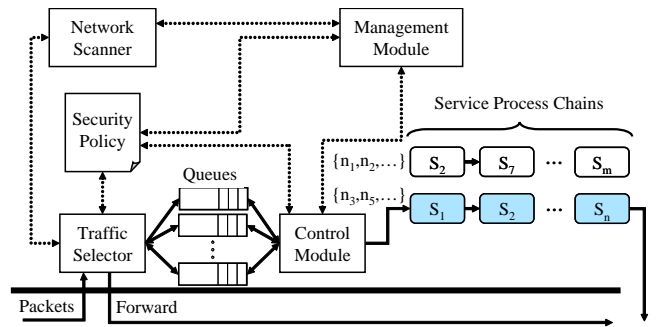 Network
Scanner
Management
Module
Security
Policy
Service Process Chains
Queues
{n1,n2,…}
S2
S7
…
Sm
{n3,n5,…}
S1
S2
…
Sn
Traffic
Selector
Control
Module
Packets
Forward